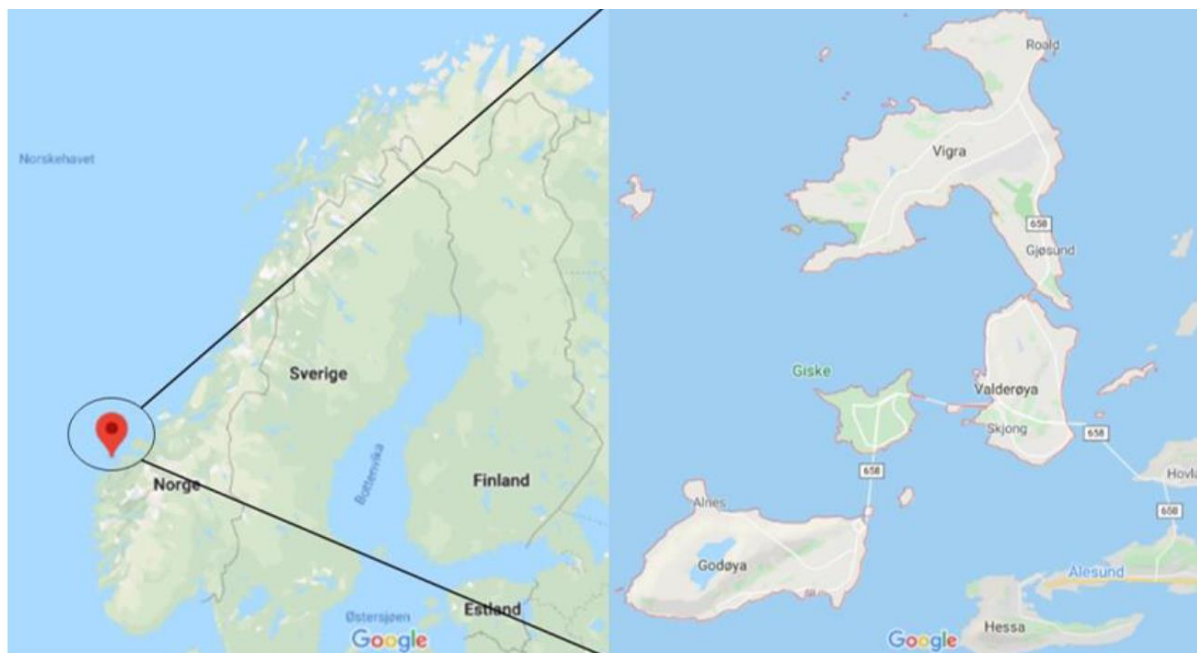 Norskehavet
Sverige
Norge
Finland
Bottenvika
Østersjøen
Estland
Google
Roald
Vigra
658
Gjøsund
Giske
Valderøya
Skjong
658
658
Hovla
658
Alnes
Godøya
Ålesund
Hessa
Google